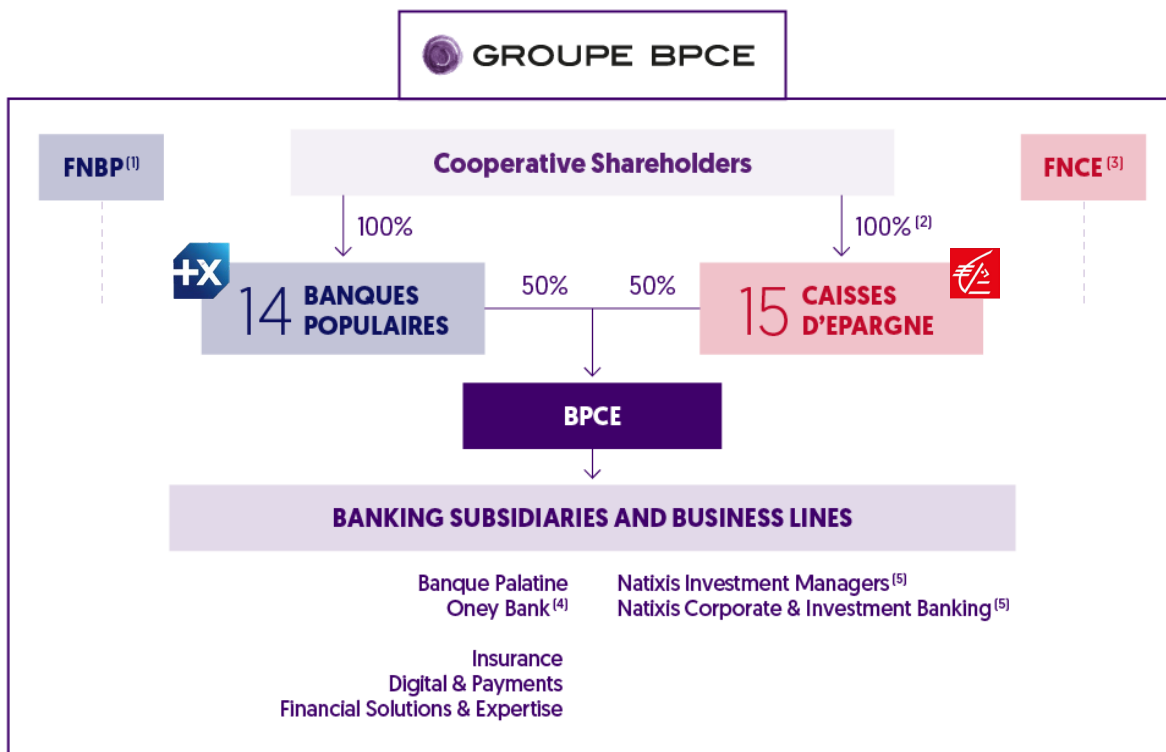 GROUPE BPCE
FNBP (1)
Cooperative Shareholders
FNCE (3)
100%
100% (2)
+X
14 BANQUES
POPULAIRES
50%
50%
15 CAISSES
D'EPARGNE
BPCE
BANKING SUBSIDIARIES AND BUSINESS LINES
Banque Palatine
Oney Bank (4)
Natixis Investment Managers (5)
Natixis Corporate & Investment Banking (5)
Insurance
Digital & Payments
Financial Solutions & Expertise